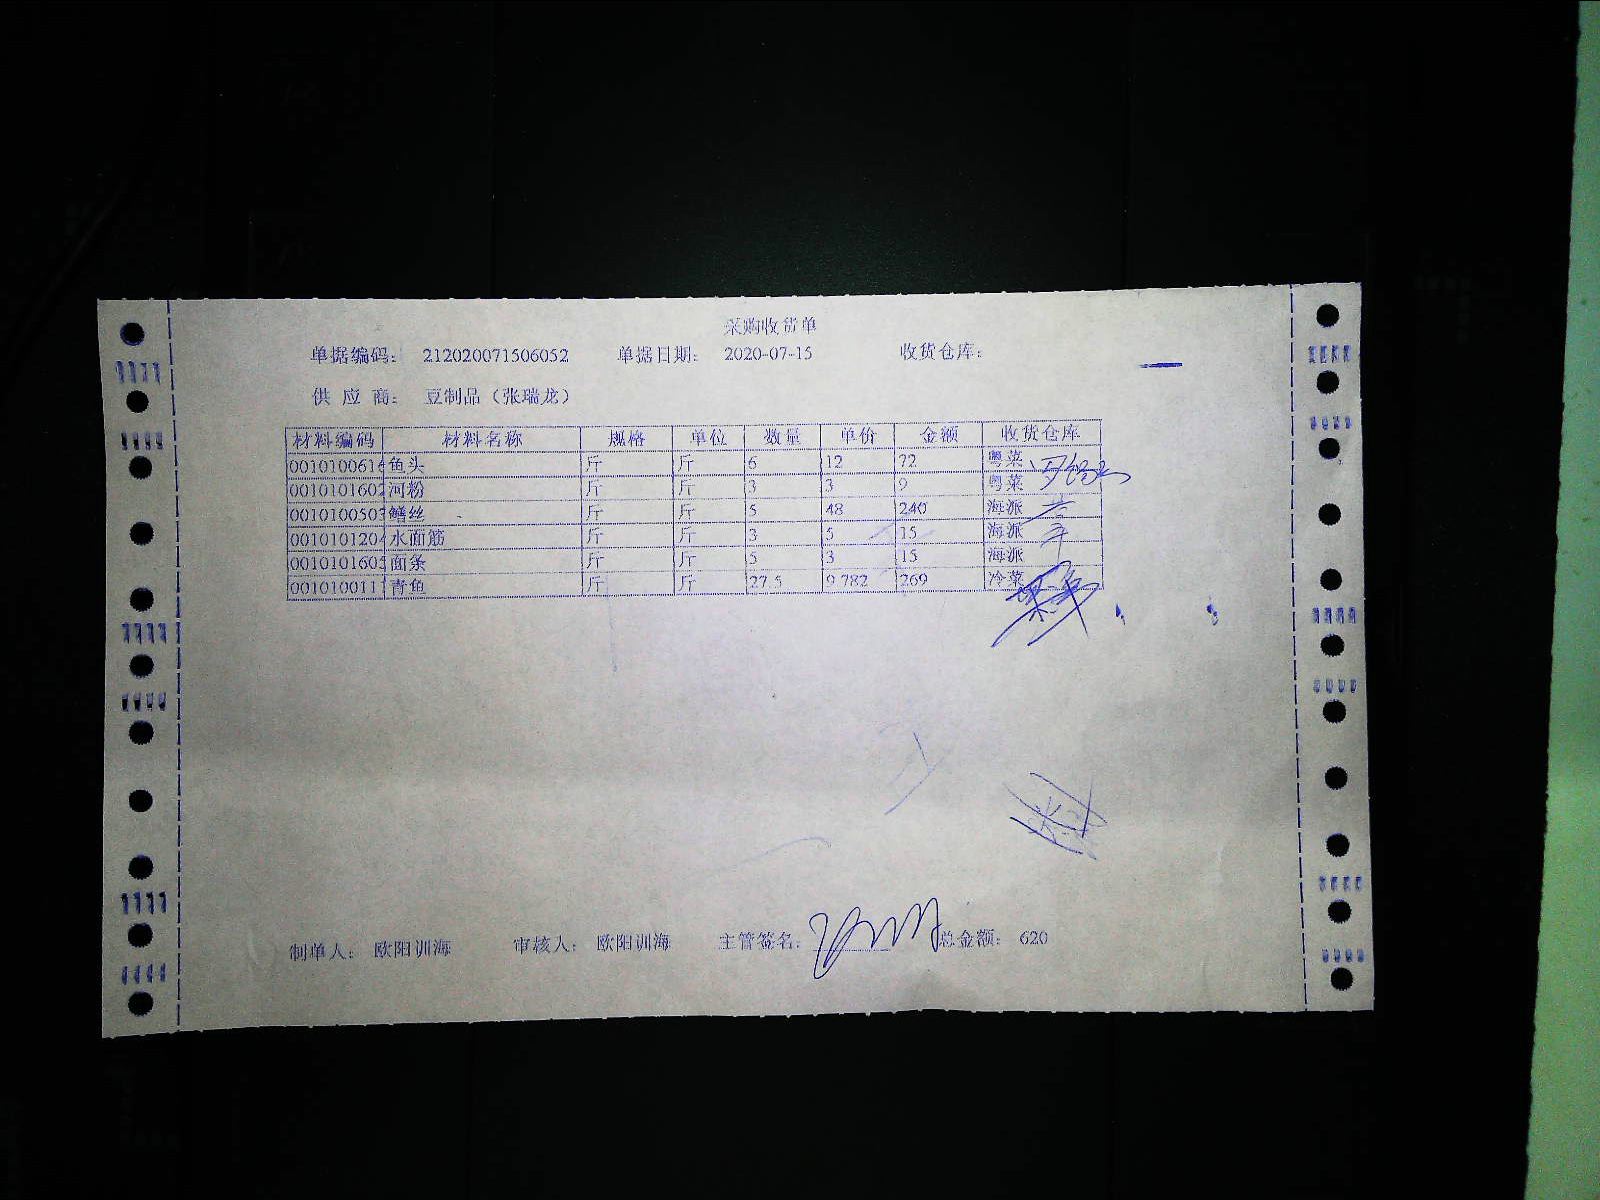 采购收货单
单据编码： 212020071506052 单据日期： 2020-07-15 收货仓库：
供 应 商： 豆制品（张瑞龙）
材料编码 材料名称 规格 单位 数量 单价 金额 收货仓库
001010061 鱼头 斤 斤 6 12 72 粤菜
001010160 河粉 斤 斤 3 3 9 粤菜
001010050 鳝丝 斤 斤 5 48 240 海派
001010120 水面筋 斤 斤 3 5 15 海派
001010160 面条 斤 斤 5 3 15 海派
001010011 青鱼 斤 斤 27.5 9.782 269 冷菜
制单人： 欧阳训海 审核人： 欧阳训海 主管签名： 总金额： 620